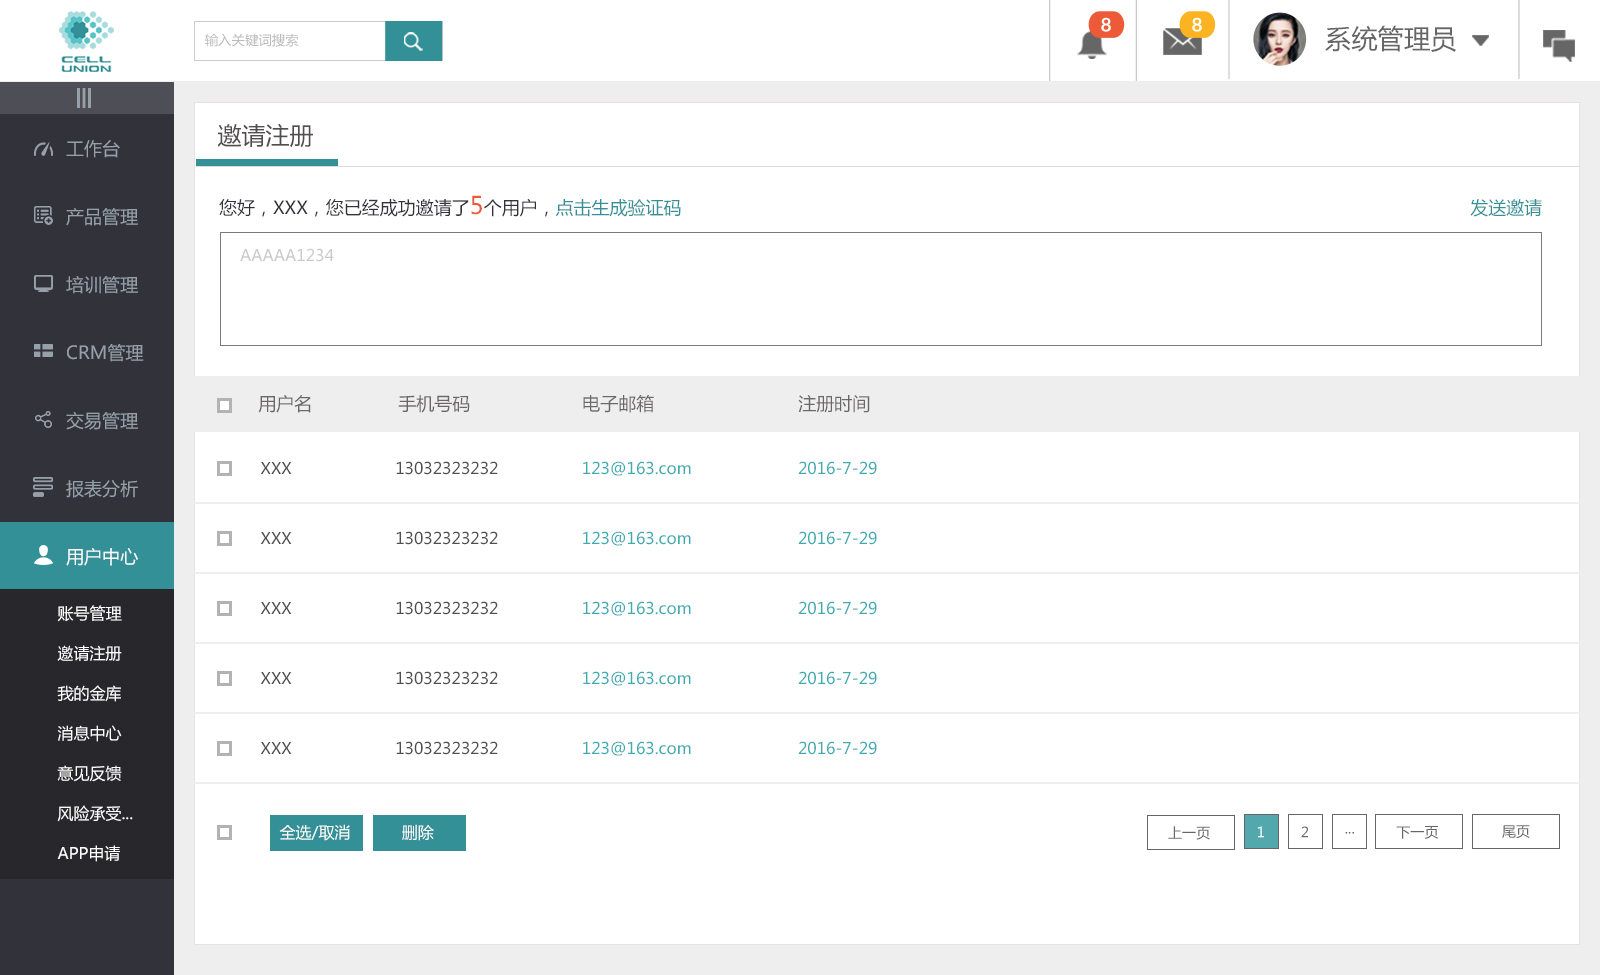 CELL
UNION
输入关键词搜索
8
8
系统管理员
工作台
产品管理
培训管理
CRM管理
交易管理
报表分析
用户中心
账号管理
邀请注册
我的金库
消息中心
意见反馈
风险承受...
APP申请
邀请注册
您好，XXX，您已经成功邀请了5个用户，点击生成验证码
发送邀请
AAAAA1234
用户名 手机号码 电子邮箱 注册时间
XXX 13032323232 123@163.com 2016-7-29
XXX 13032323232 123@163.com 2016-7-29
XXX 13032323232 123@163.com 2016-7-29
XXX 13032323232 123@163.com 2016-7-29
XXX 13032323232 123@163.com 2016-7-29
全选/取消 删除 上一页 1 2 ... 下一页 尾页